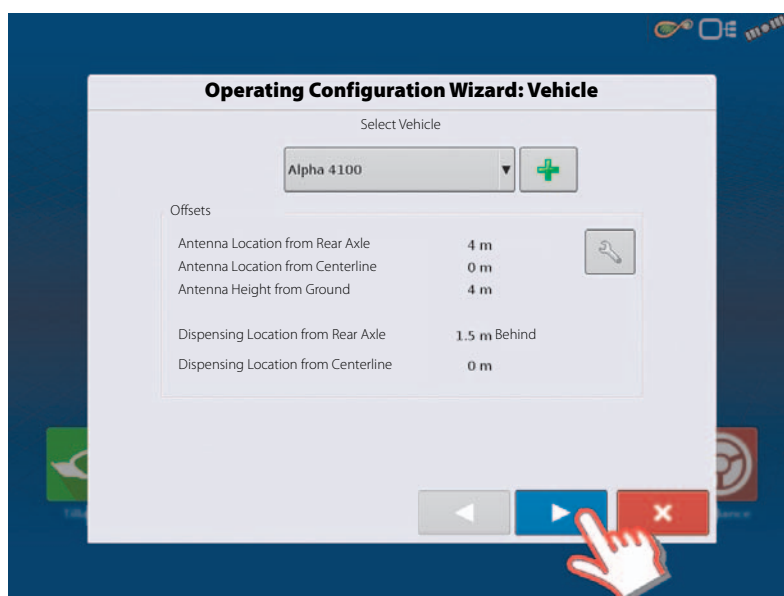 Operating Configuration Wizard: Vehicle
Select Vehicle
Alpha 4100
Offsets
Antenna Location from Rear Axle 4 m
Antenna Location from Centerline 0 m
Antenna Height from Ground 4 m
Dispensing Location from Rear Axle 1.5 m Behind
Dispensing Location from Centerline 0 m